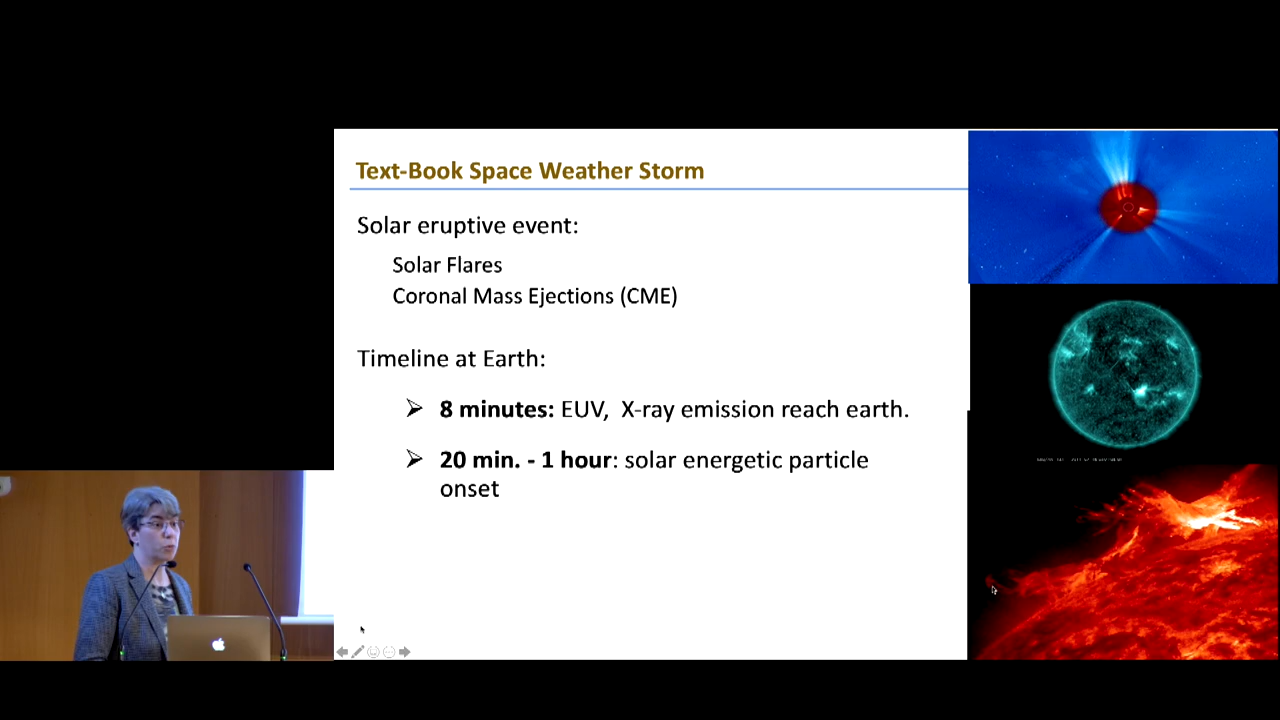 Text-Book Space Weather Storm
Solar eruptive event:
Solar Flares
Coronal Mass Ejections (CME)
Timeline at Earth:
➢ 8 minutes: EUV, X-ray emission reach earth.
➢ 20 min. - 1 hour: solar energetic particle
onset